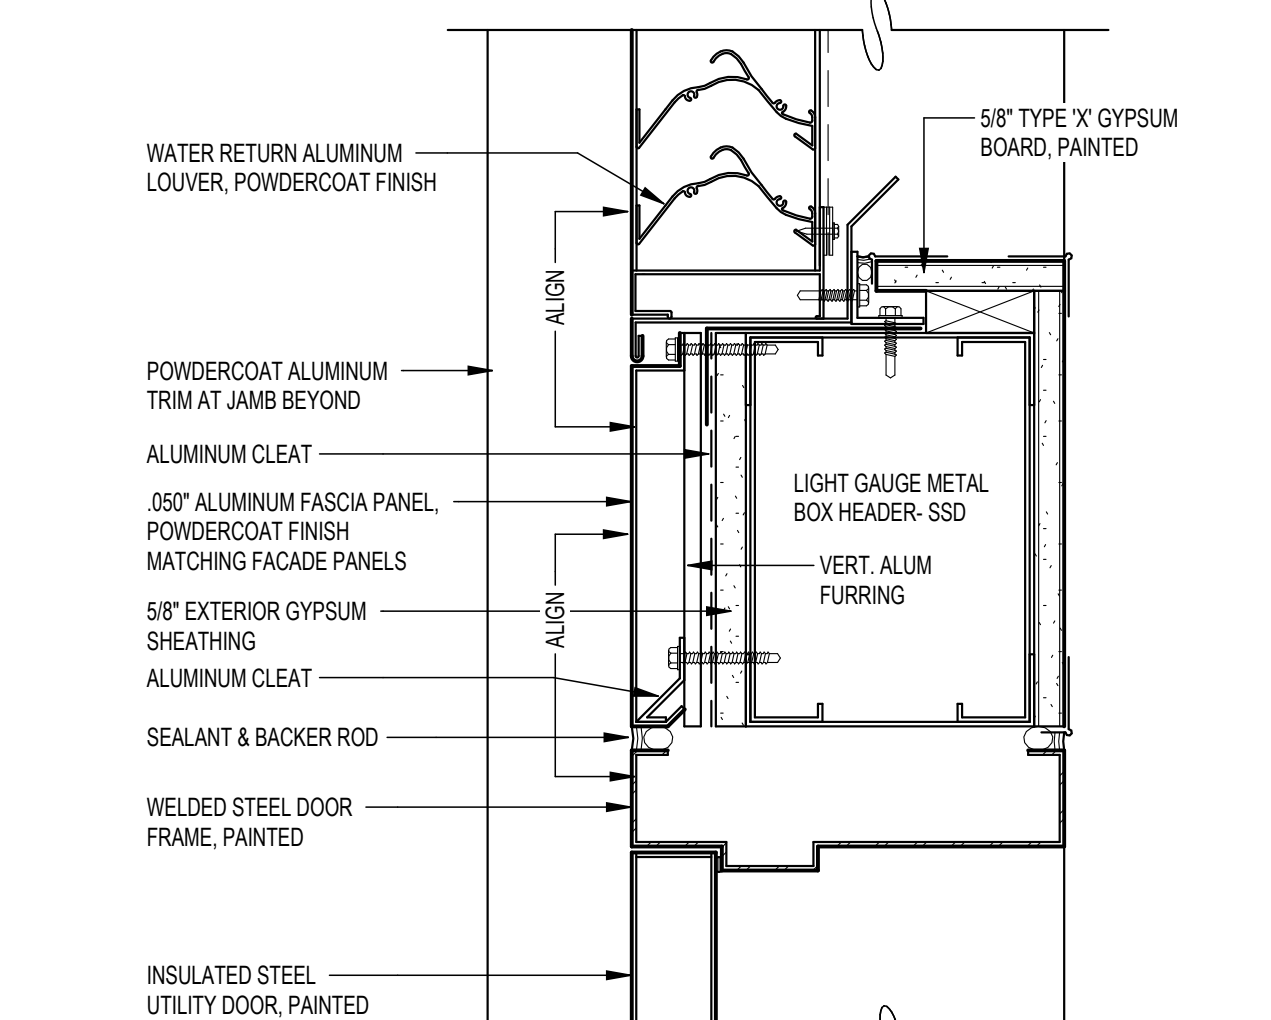 5/8" TYPE 'X' GYPSUM
BOARD, PAINTED
WATER RETURN ALUMINUM
LOUVER, POWDERCOAT FINISH
ALIGN
POWDERCOAT ALUMINUM
TRIM AT JAMB BEYOND
ALUMINUM CLEAT
.050" ALUMINUM FASCIA PANEL,
POWDERCOAT FINISH
MATCHING FACADE PANELS
LIGHT GAUGE METAL
BOX HEADER- SSD
VERT. ALUM
FURRING
5/8" EXTERIOR GYPSUM
SHEATHING
ALIGN
ALUMINUM CLEAT
SEALANT & BACKER ROD
WELDED STEEL DOOR
FRAME, PAINTED
INSULATED STEEL
UTILITY DOOR, PAINTED